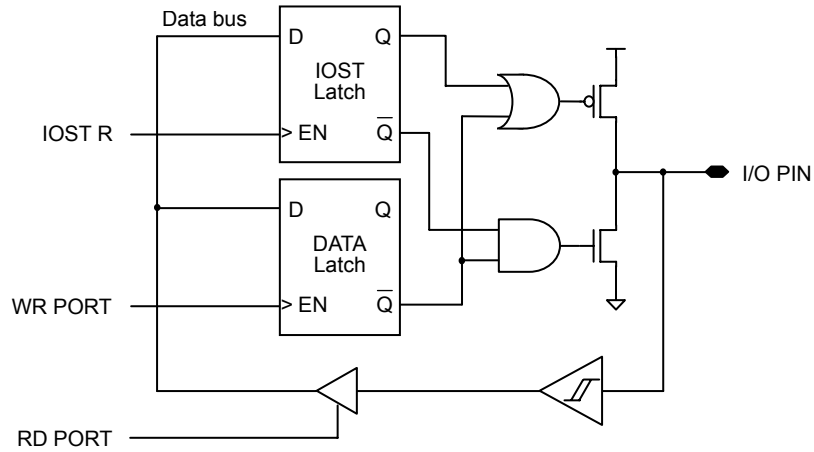 Data bus
D Q
IOST
Latch
IOST R
> EN Q̅
I/O PIN
D Q
DATA
Latch
WR PORT
> EN Q̅
RD PORT